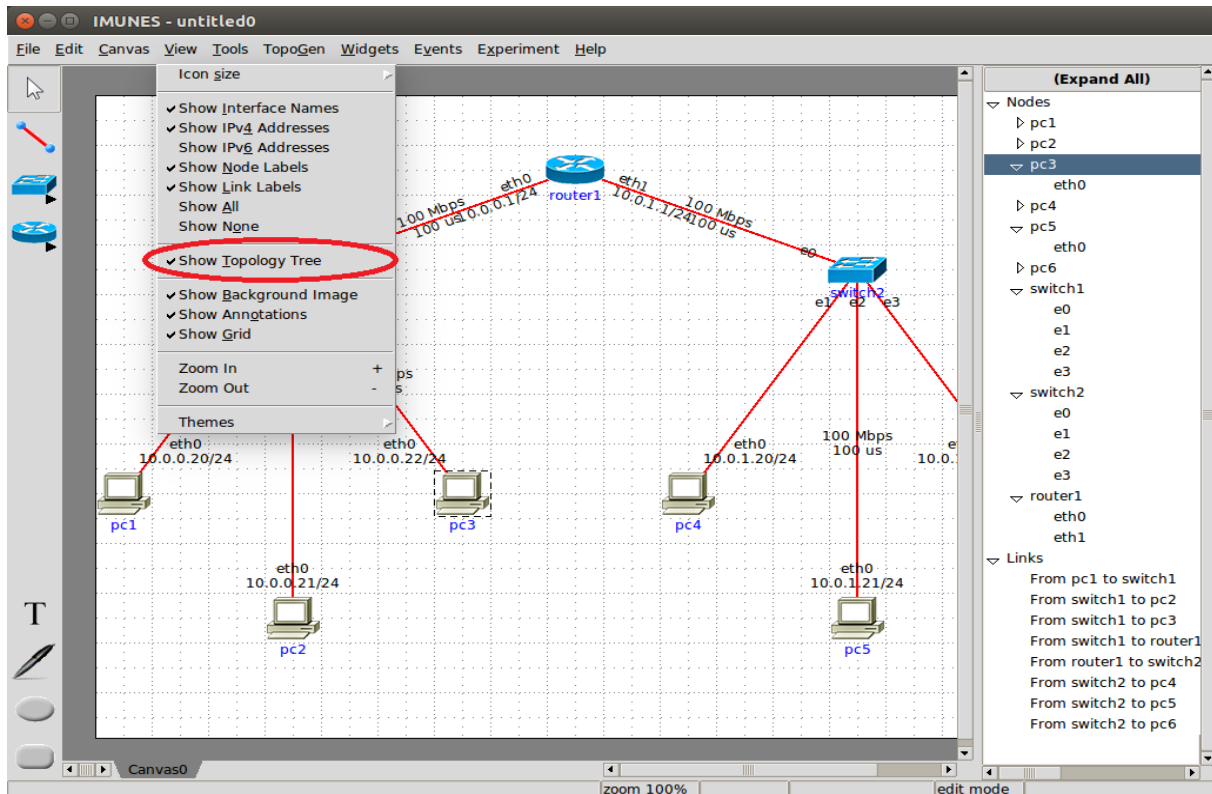 IMUNES - untitled0
File Edit Canvas View Tools TopoGen Widgets Events Experiment Help
Icon size
Show Interface Names
Show IPv4 Addresses
Show IPv6 Addresses
Show Node Labels
Show Link Labels
Show All
Show None
Show Topology Tree
Show Background Image
Show Annotations
Show Grid
Zoom In +
Zoom Out -
Themes
router1
eth0
10.0.0.1/24
100 Mbps
100 us
eth1
10.0.1.1/24
100 Mbps
100 us
e0
switch2
e1 e2 e3
eth0
10.0.0.20/24
pc1
eth0
10.0.0.22/24
pc3
eth0
10.0.1.20/24
pc4
100 Mbps
100 us
eth0
10.0.0.21/24
pc2
eth0
10.0.1.21/24
pc5
T
Canvas0
zoom 100%
edit mode
(Expand All)
Nodes
pc1
pc2
pc3
eth0
pc4
pc5
eth0
pc6
switch1
e0
e1
e2
e3
switch2
e0
e1
e2
e3
router1
eth0
eth1
Links
From pc1 to switch1
From switch1 to pc2
From switch1 to pc3
From switch1 to router1
From router1 to switch2
From switch2 to pc4
From switch2 to pc5
From switch2 to pc6